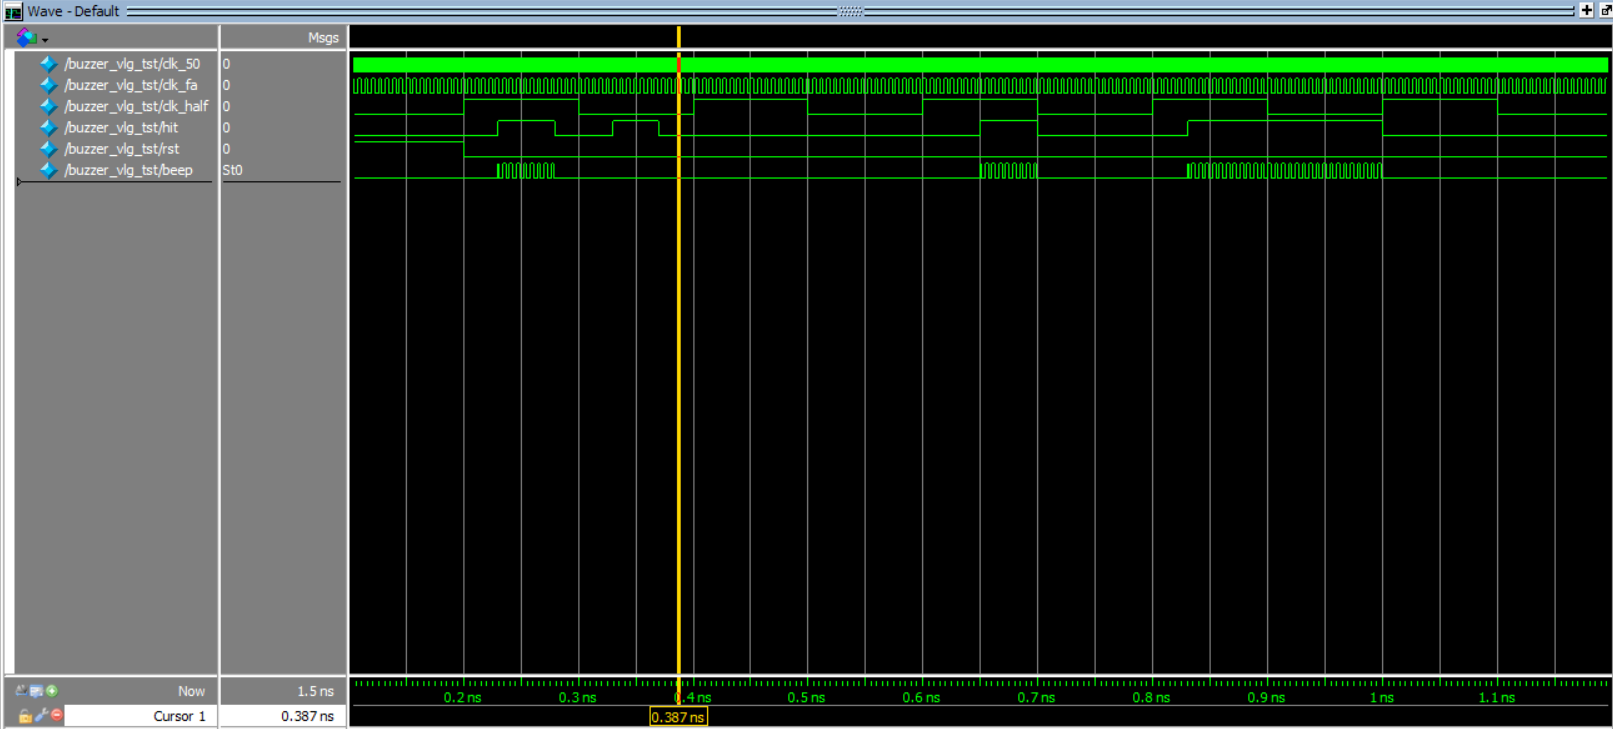 Wave - Default
Msgs
/buzzer_vlg_tst/clk_50 0
/buzzer_vlg_tst/clk_fa 0
/buzzer_vlg_tst/clk_half 0
/buzzer_vlg_tst/hit 0
/buzzer_vlg_tst/rst 0
/buzzer_vlg_tst/beep St0
Now 1.5 ns 0.2 ns 0.3 ns 0.4 ns 0.5 ns 0.6 ns 0.7 ns 0.8 ns 0.9 ns 1 ns 1.1 ns
Cursor 1 0.387 ns 0.387 ns